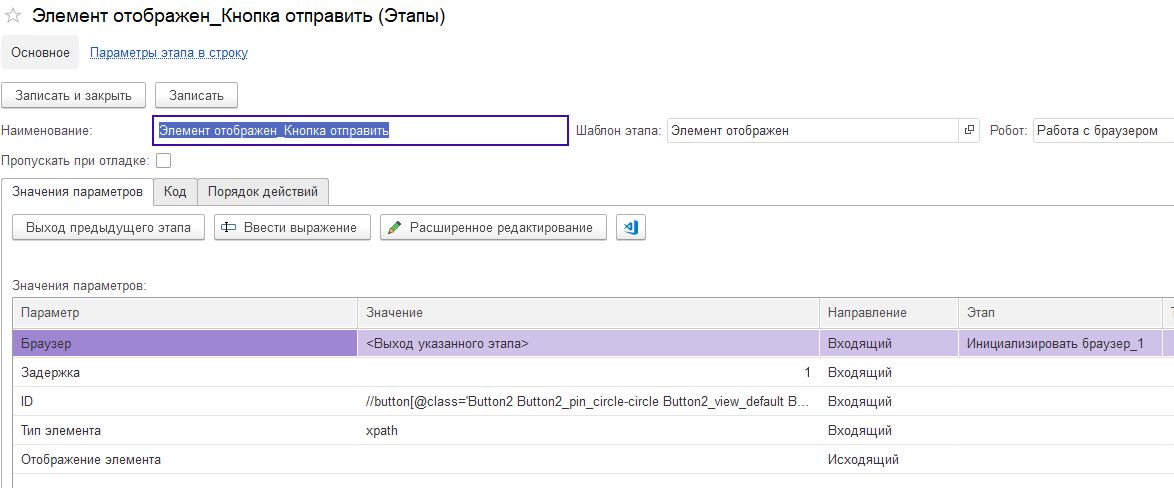 Элемент отображен_Кнопка отправить (Этапы)
Основное Параметры этапа в строку
Записать и закрыть Записать
Наименование: Элемент отображен_Кнопка отправить Шаблон этапа: Элемент отображен Робот: Работа с браузером
Пропускать при отладке:
Значения параметров Код Порядок действий
Выход предыдущего этапа Ввести выражение Расширенное редактирование
Значения параметров:
Параметр Значение Направление Этап
Браузер <Выход указанного этапа> Входящий Инициализировать браузер_1
Задержка 1 Входящий
ID //button[@class='Button2 Button2_pin_circle-circle Button2_view_default B... Входящий
Тип элемента xpath Входящий
Отображение элемента Исходящий